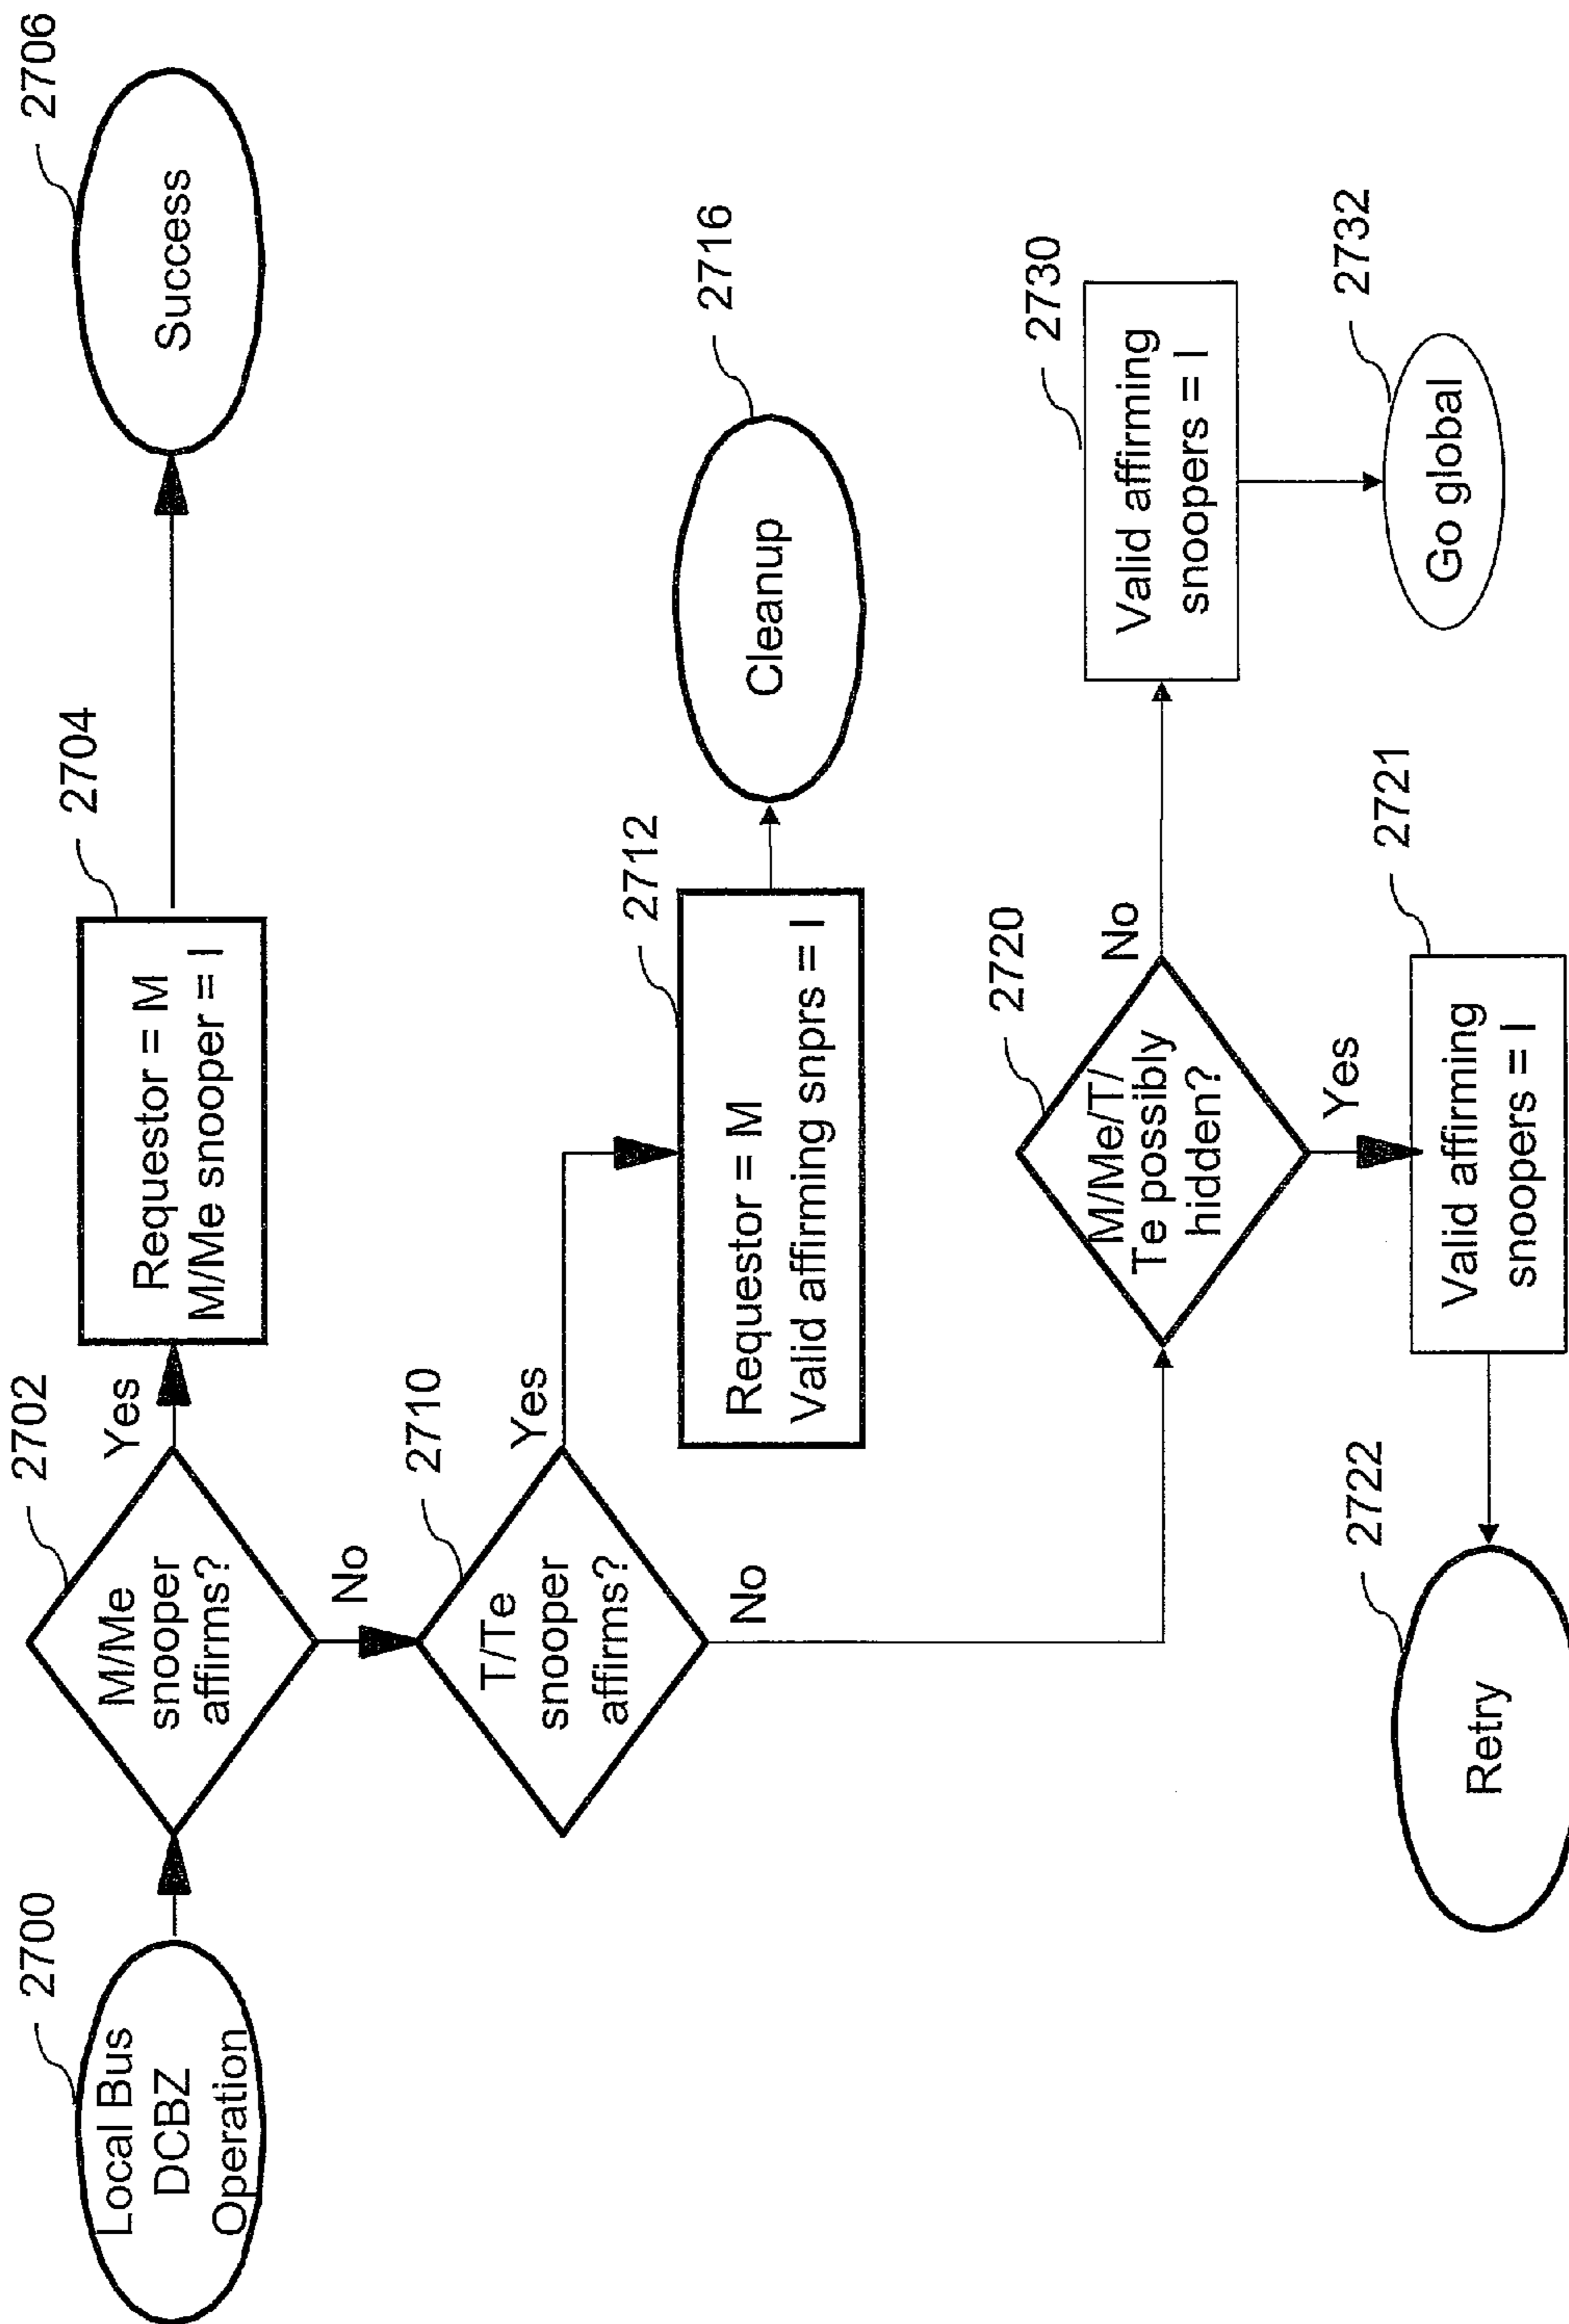 2700
Local Bus
DCBZ
Operation
2702
M/Me
snooper
affirms?
Yes
No
2704
Requestor = M
M/Me snooper = I
2706
Success
2710
T/Te
snooper
affirms?
Yes
No
2712
Requestor = M
Valid affirming snprs = I
2716
Cleanup
2720
M/Me/T/
Te possibly
hidden?
No
Yes
2730
Valid affirming
snoopers = I
2732
Go global
2721
Valid affirming
snoopers = I
2722
Retry